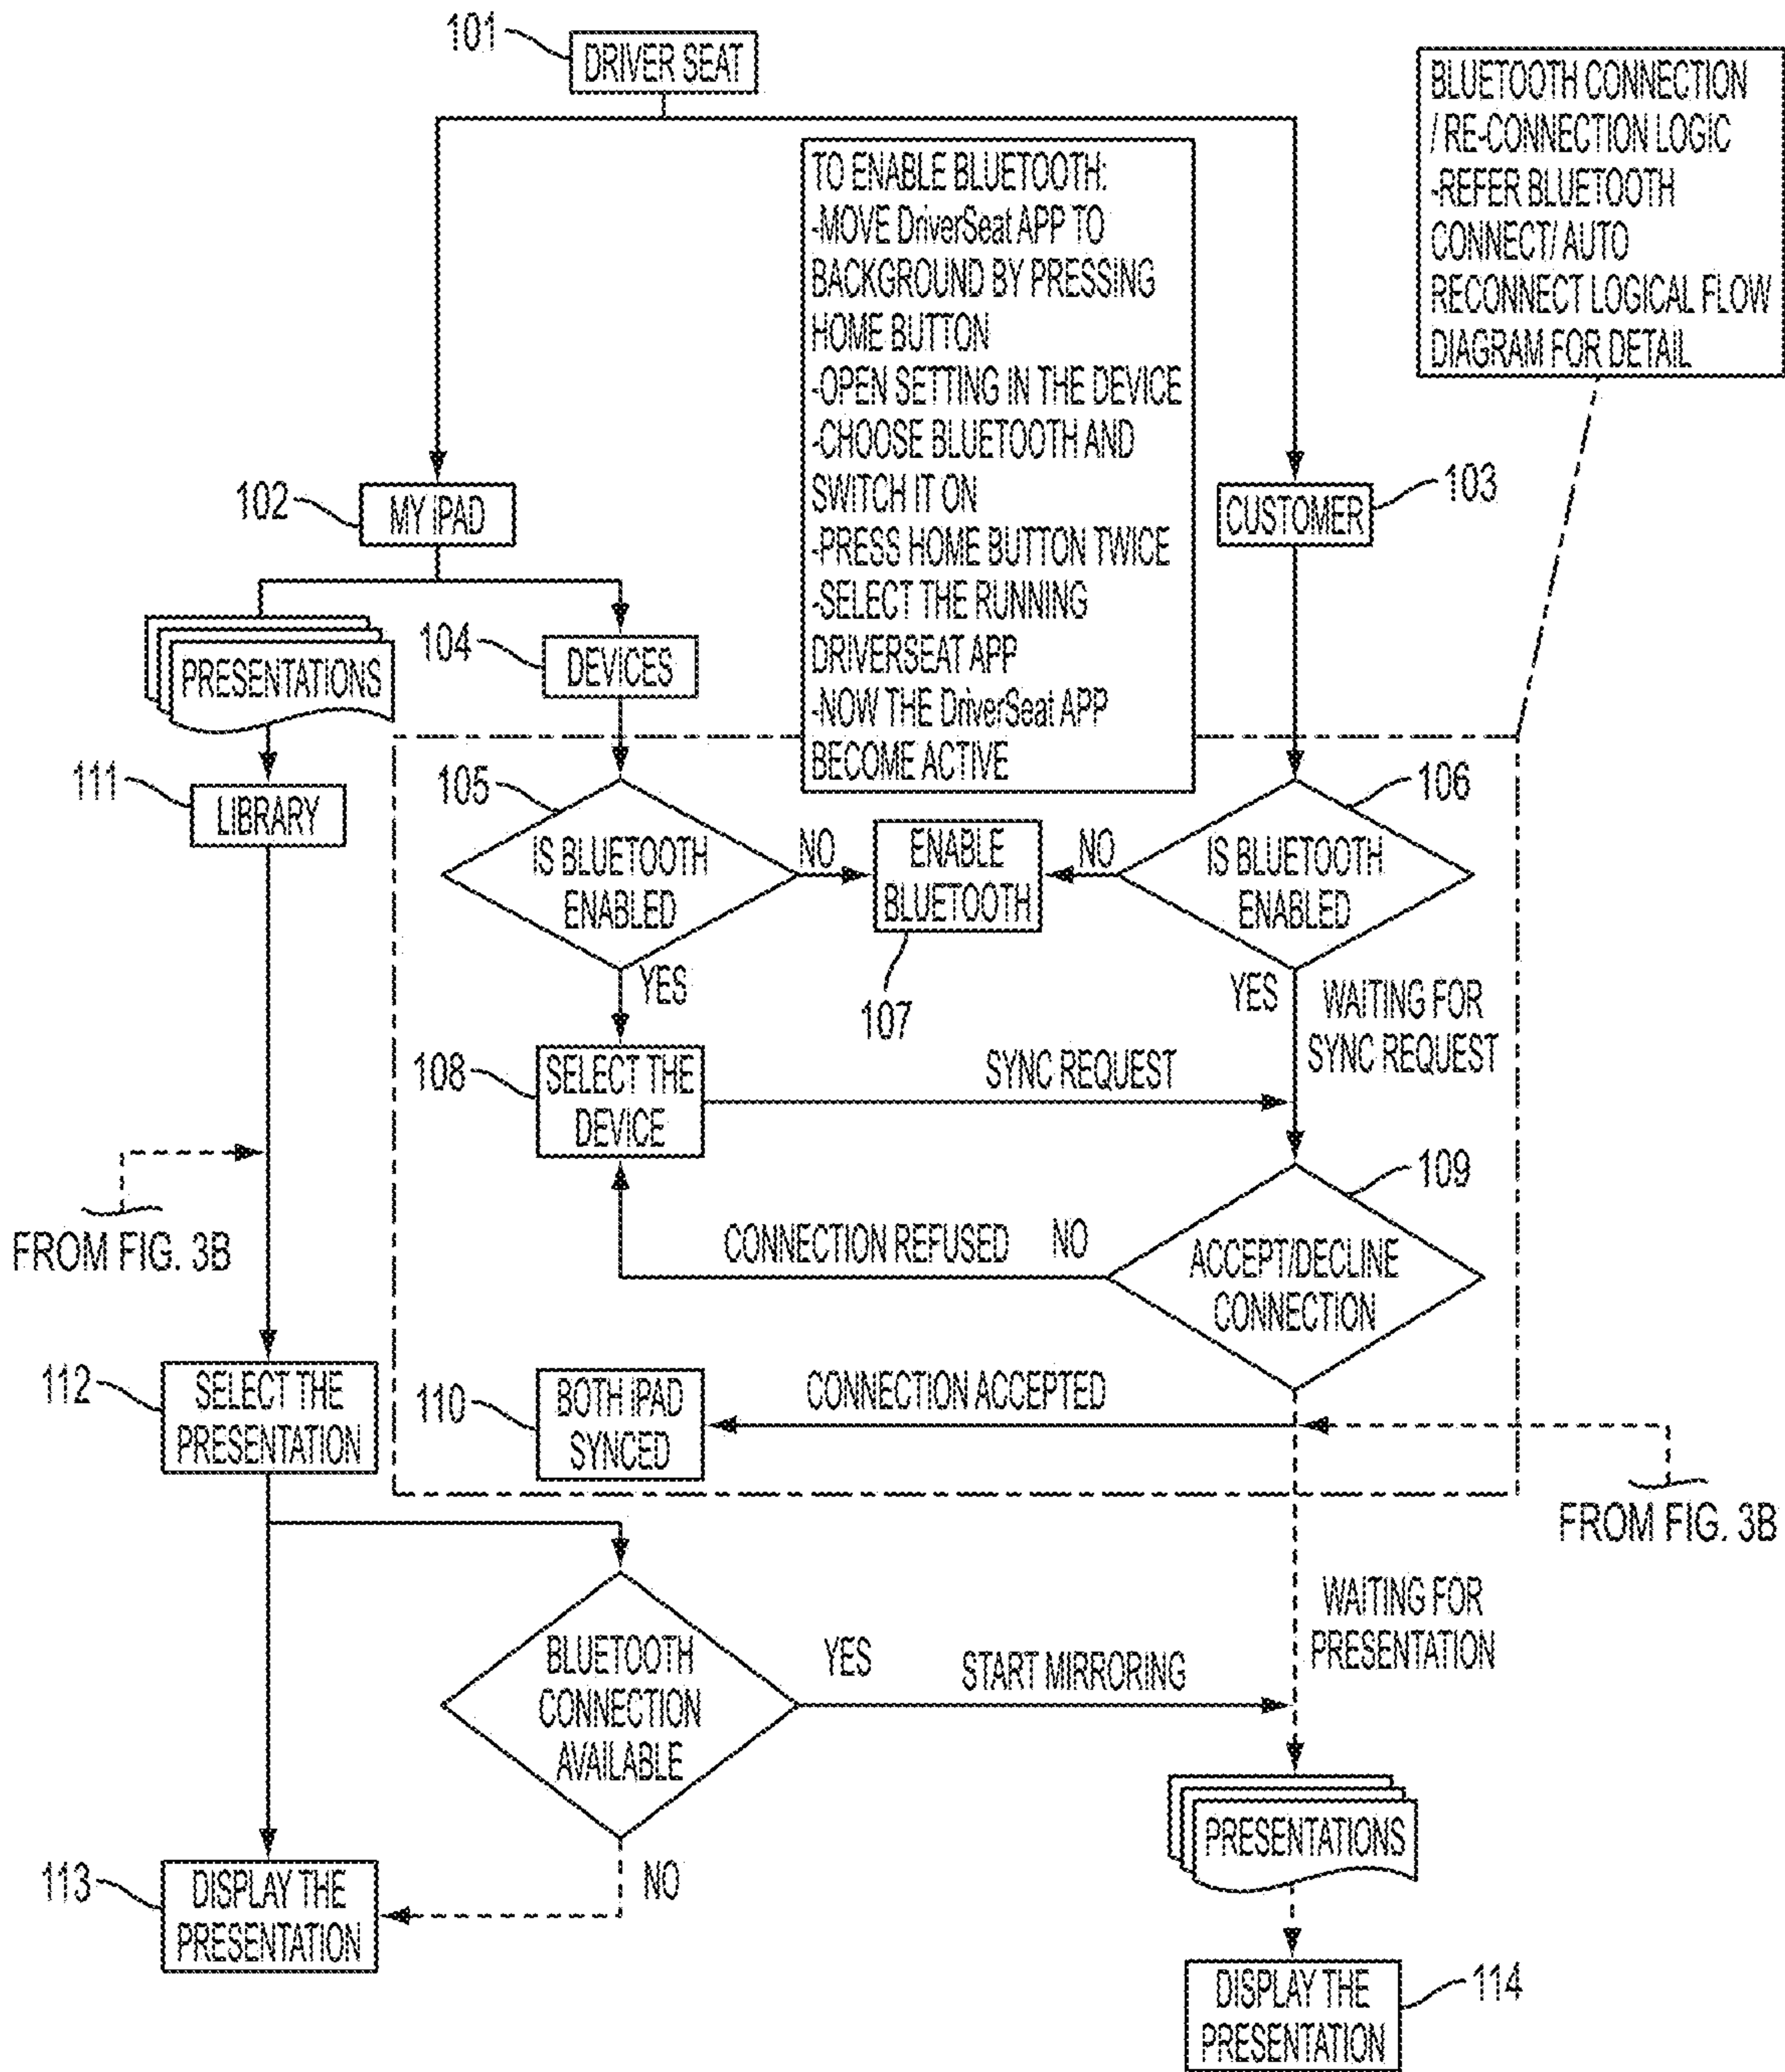 101
DRIVER SEAT
BLUETOOTH CONNECTION
/ RE-CONNECTION LOGIC
-REFER BLUETOOTH
CONNECT/ AUTO
RECONNECT LOGICAL FLOW
DIAGRAM FOR DETAIL
TO ENABLE BLUETOOTH:
-MOVE DriverSeat APP TO
BACKGROUND BY PRESSING
HOME BUTTON
-OPEN SETTING IN THE DEVICE
-CHOOSE BLUETOOTH AND
SWITCH IT ON
-PRESS HOME BUTTON TWICE
-SELECT THE RUNNING
DRIVERSEAT APP
-NOW THE DriverSeat APP
BECOME ACTIVE
102
MY iPAD
CUSTOMER
103
PRESENTATIONS
104
DEVICES
111
LIBRARY
105
IS BLUETOOTH
ENABLED
NO
ENABLE
BLUETOOTH
107
NO
106
IS BLUETOOTH
ENABLED
YES
YES
WAITING FOR
SYNC REQUEST
108
SELECT THE
DEVICE
SYNC REQUEST
109
ACCEPT/DECLINE
CONNECTION
CONNECTION REFUSED
NO
FROM FIG. 3B
112
SELECT THE
PRESENTATION
110
BOTH iPAD
SYNCED
CONNECTION ACCEPTED
FROM FIG. 3B
BLUETOOTH
CONNECTION
AVAILABLE
YES
START MIRRORING
WAITING FOR
PRESENTATION
PRESENTATIONS
113
DISPLAY THE
PRESENTATION
NO
DISPLAY THE
PRESENTATION
114